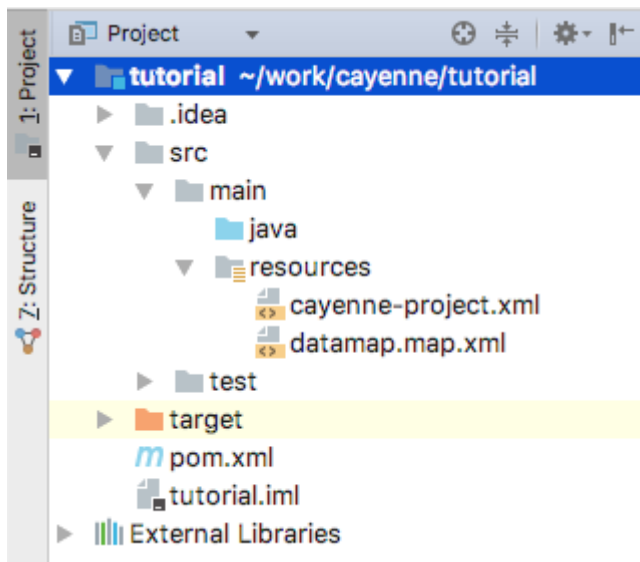 Project
1: Project
7: Structure
tutorial ~/work/cayenne/tutorial
.idea
src
main
java
resources
cayenne-project.xml
datamap.map.xml
test
target
m pom.xml
tutorial.iml
External Libraries